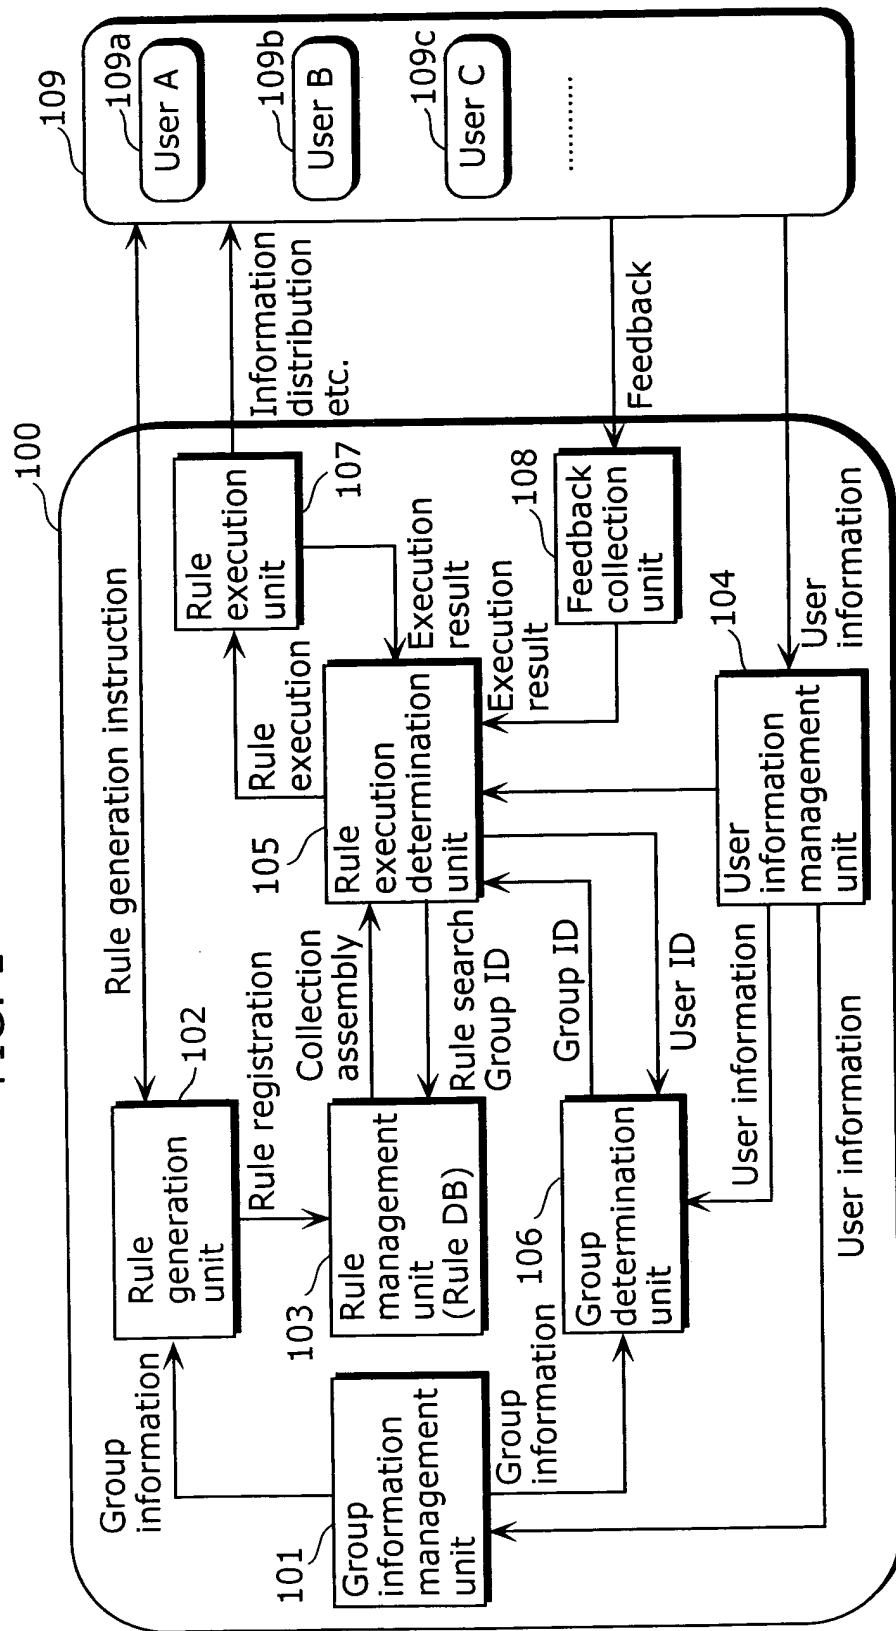 100
109
109a
User A
109b
User B
109c
User C
............
Rule generation instruction
Information
distribution
etc.
Feedback
User
information
Group
information
Rule
generation
unit
102
Rule registration
Rule
execution
unit
107
Rule
execution
Execution
result
101
Group
information
management
unit
103
Rule
management
unit
(Rule DB)
Collection
assembly
Rule search
Group ID
105
Rule
execution
determination
unit
Execution
result
108
Feedback
collection
unit
Group
information
106
Group
determination
unit
Group ID
User ID
104
User
information
management
unit
User information
User information